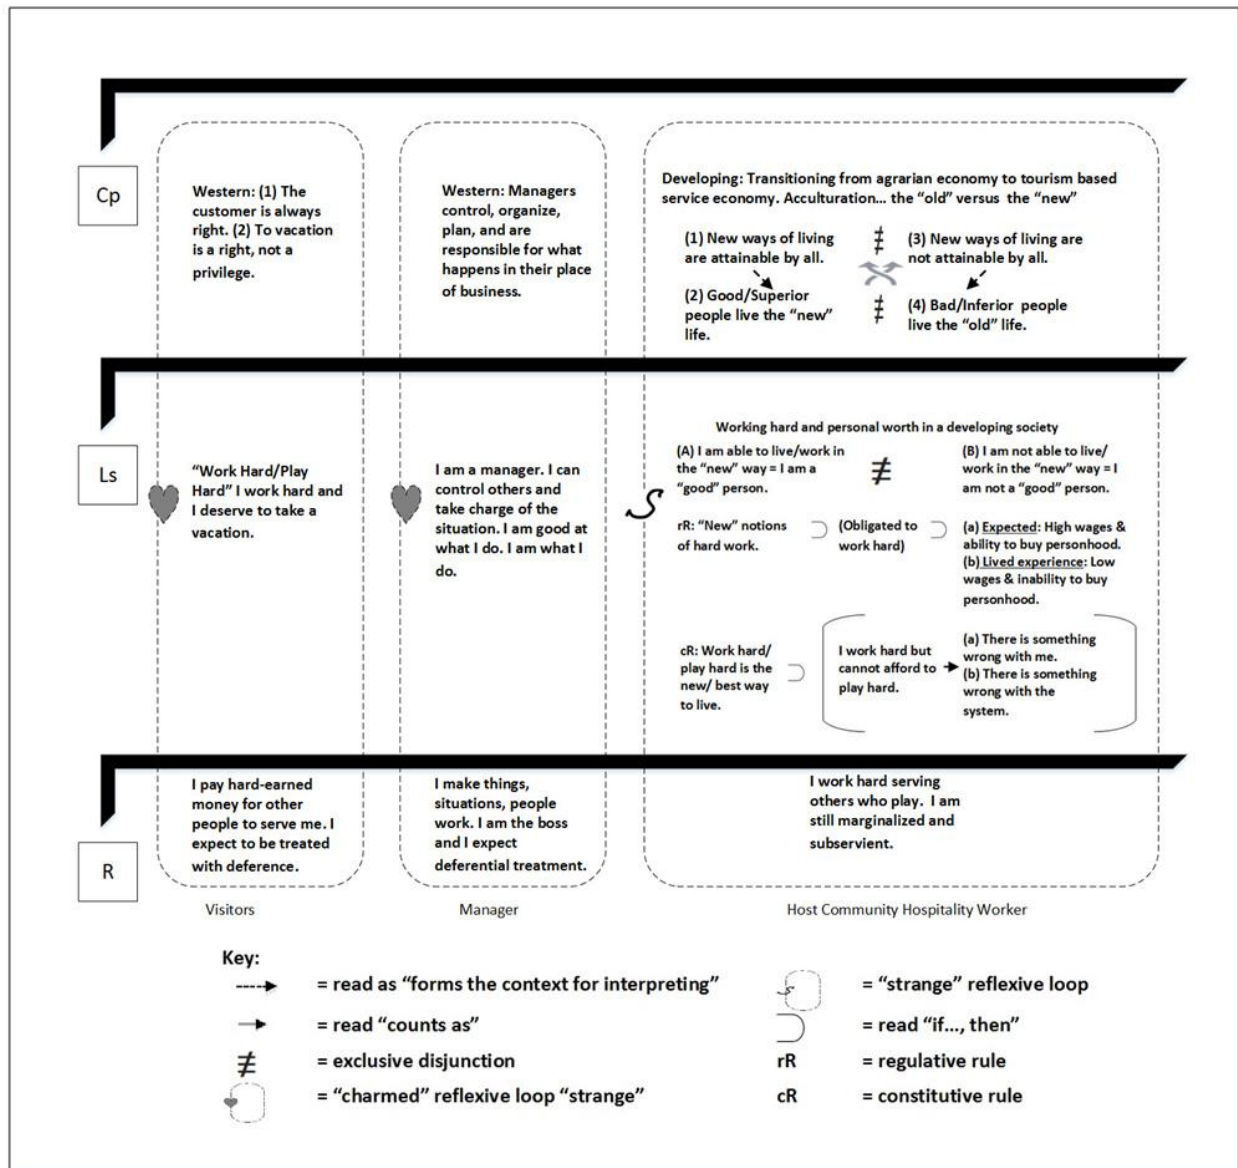 Cp
Western: (1) The
customer is always
right. (2) To vacation
is a right, not a
privilege.
Western: Managers
control, organize,
plan, and are
responsible for what
happens in their place
of business.
Developing: Transitioning from agrarian economy to tourism based
service economy. Acculturation... the “old” versus the “new”
(1) New ways of living
are attainable by all.
(2) Good/Superior
people live the “new”
life.
≢
≢
(3) New ways of living are
not attainable by all.
(4) Bad/Inferior people
live the “old” life.
Ls
“Work Hard/Play
Hard” I work hard and
I deserve to take a
vacation.
I am a manager. I can
control others and
take charge of the
situation. I am good at
what I do. I am what I
do.
S
Working hard and personal worth in a developing society
(A) I am able to live/work in
the “new” way = I am a
“good” person.
≢
(B) I am not able to live/
work in the “new” way = I
am not a “good” person.
rR: “New” notions
of hard work.
(Obligated to
work hard)
(a) Expected: High wages &
ability to buy personhood.
(b) Lived experience: Low
wages & inability to buy
personhood.
cR: Work hard/
play hard is the
new/ best way
to live.
I work hard but
cannot afford to
play hard.
(a) There is something
wrong with me.
(b) There is something
wrong with the
system.
R
I pay hard-earned
money for other
people to serve me. I
expect to be treated
with deference.
I make things,
situations, people
work. I am the boss
and I expect
deferential treatment.
I work hard serving
others who play. I am
still marginalized and
subservient.
Visitors
Manager
Host Community Hospitality Worker
Key:
= read as “forms the context for interpreting”
= read “counts as”
≢ = exclusive disjunction
= “charmed” reflexive loop “strange”
S = “strange” reflexive loop
= read “if..., then”
rR = regulative rule
cR = constitutive rule